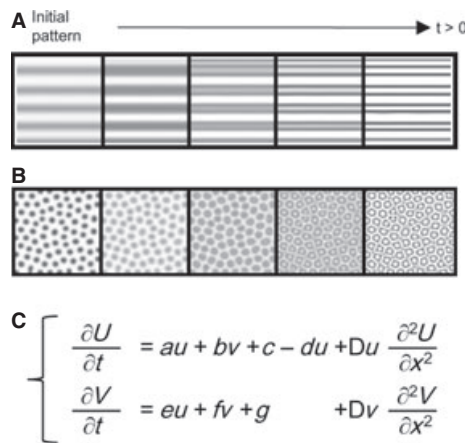 A Initial pattern t > 0
B
C
∂U/∂t = au + bv + c – du + Du ∂²U/∂x²
∂V/∂t = eu + fv + g + Dv ∂²V/∂x²